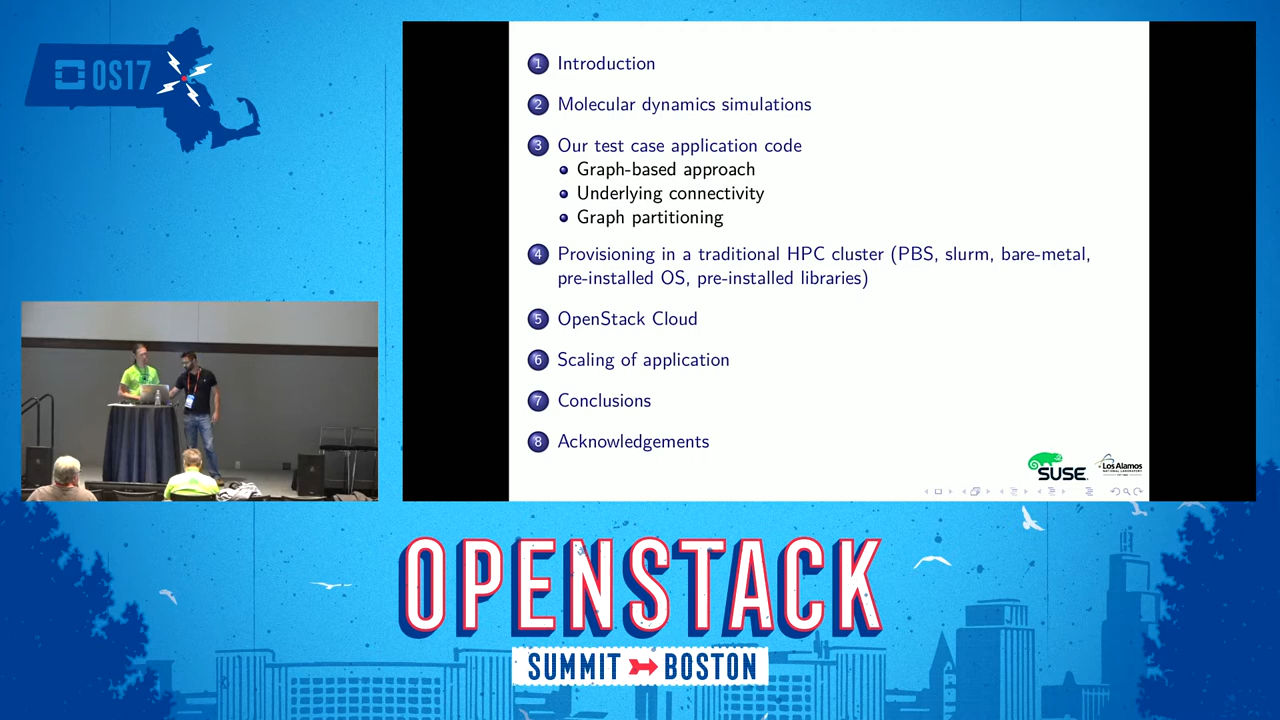 OS17
1 Introduction
2 Molecular dynamics simulations
3 Our test case application code
Graph-based approach
Underlying connectivity
Graph partitioning
4 Provisioning in a traditional HPC cluster (PBS, slurm, bare-metal,
pre-installed OS, pre-installed libraries)
5 OpenStack Cloud
6 Scaling of application
7 Conclusions
8 Acknowledgements
SUSE
Los Alamos
NATIONAL LABORATORY
OPENSTACK
SUMMIT BOSTON